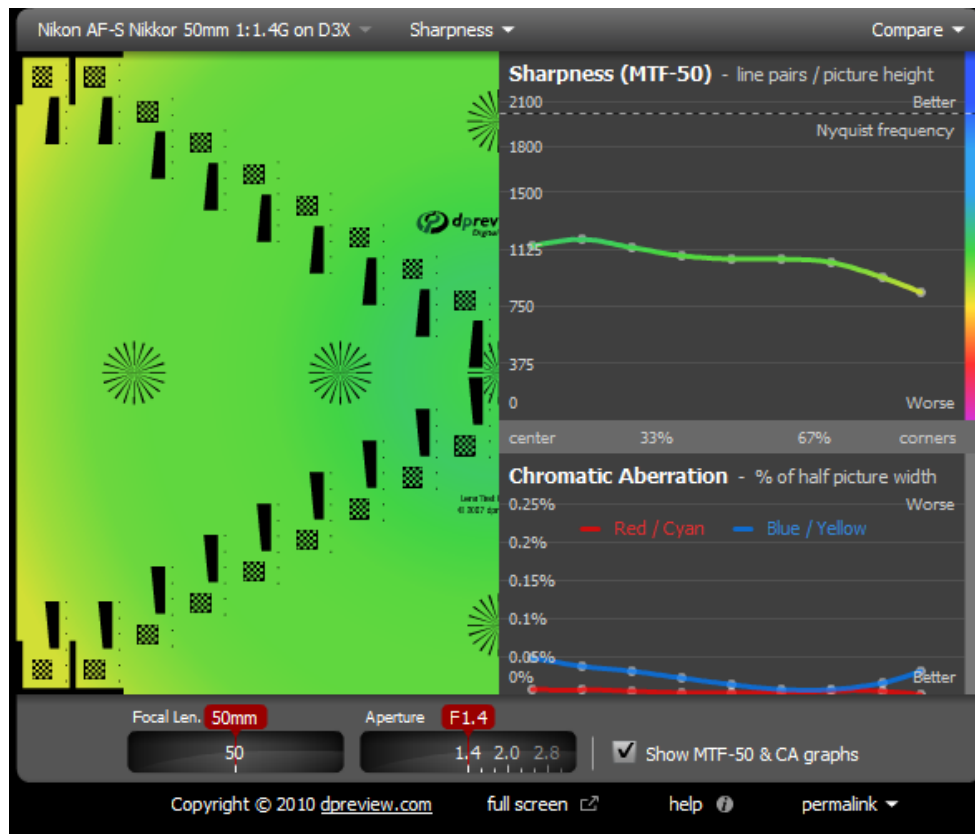 Nikon AF-S Nikkor 50mm 1:1.4G on D3X Sharpness Compare
Sharpness (MTF-50) - line pairs / picture height
2100 Better
Nyquist frequency
1800
1500
dprev
Digital
1125
750
375
0 Worse
center 33% 67% corners
Chromatic Aberration - % of half picture width
0.25% Worse
Red / Cyan Blue / Yellow
0.2%
0.15%
0.1%
0.05%
0% Better
© 2007 dpr
Focal Len. 50mm Aperture F1.4
50 1.4 2.0 2.8 Show MTF-50 & CA graphs
Copyright © 2010 dpreview.com full screen help permalink